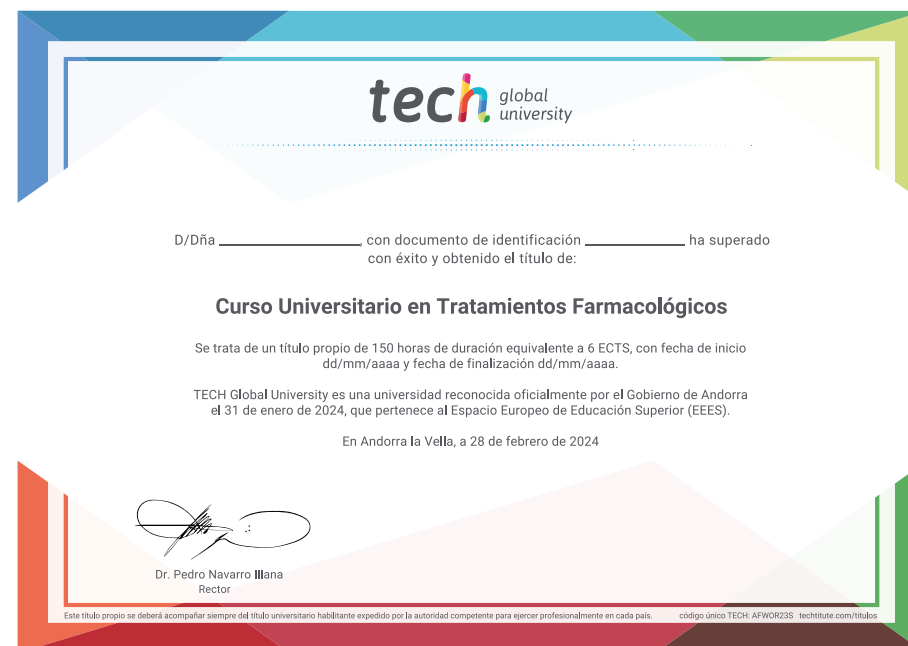 tech global university
D/Dña ____________________, con documento de identificación ______________ ha superado
con éxito y obtenido el título de:
Curso Universitario en Tratamientos Farmacológicos
Se trata de un título propio de 150 horas de duración equivalente a 6 ECTS, con fecha de inicio
dd/mm/aaaa y fecha de finalización dd/mm/aaaa.
TECH Global University es una universidad reconocida oficialmente por el Gobierno de Andorra
el 31 de enero de 2024, que pertenece al Espacio Europeo de Educación Superior (EEES).
En Andorra la Vella, a 28 de febrero de 2024
Dr. Pedro Navarro Illana
Rector
Este título propio se deberá acompañar siempre del título universitario habilitante expedido por la autoridad competente para ejercer profesionalmente en cada país. código único TECH: AFWOR23S techtitute.com/titulos